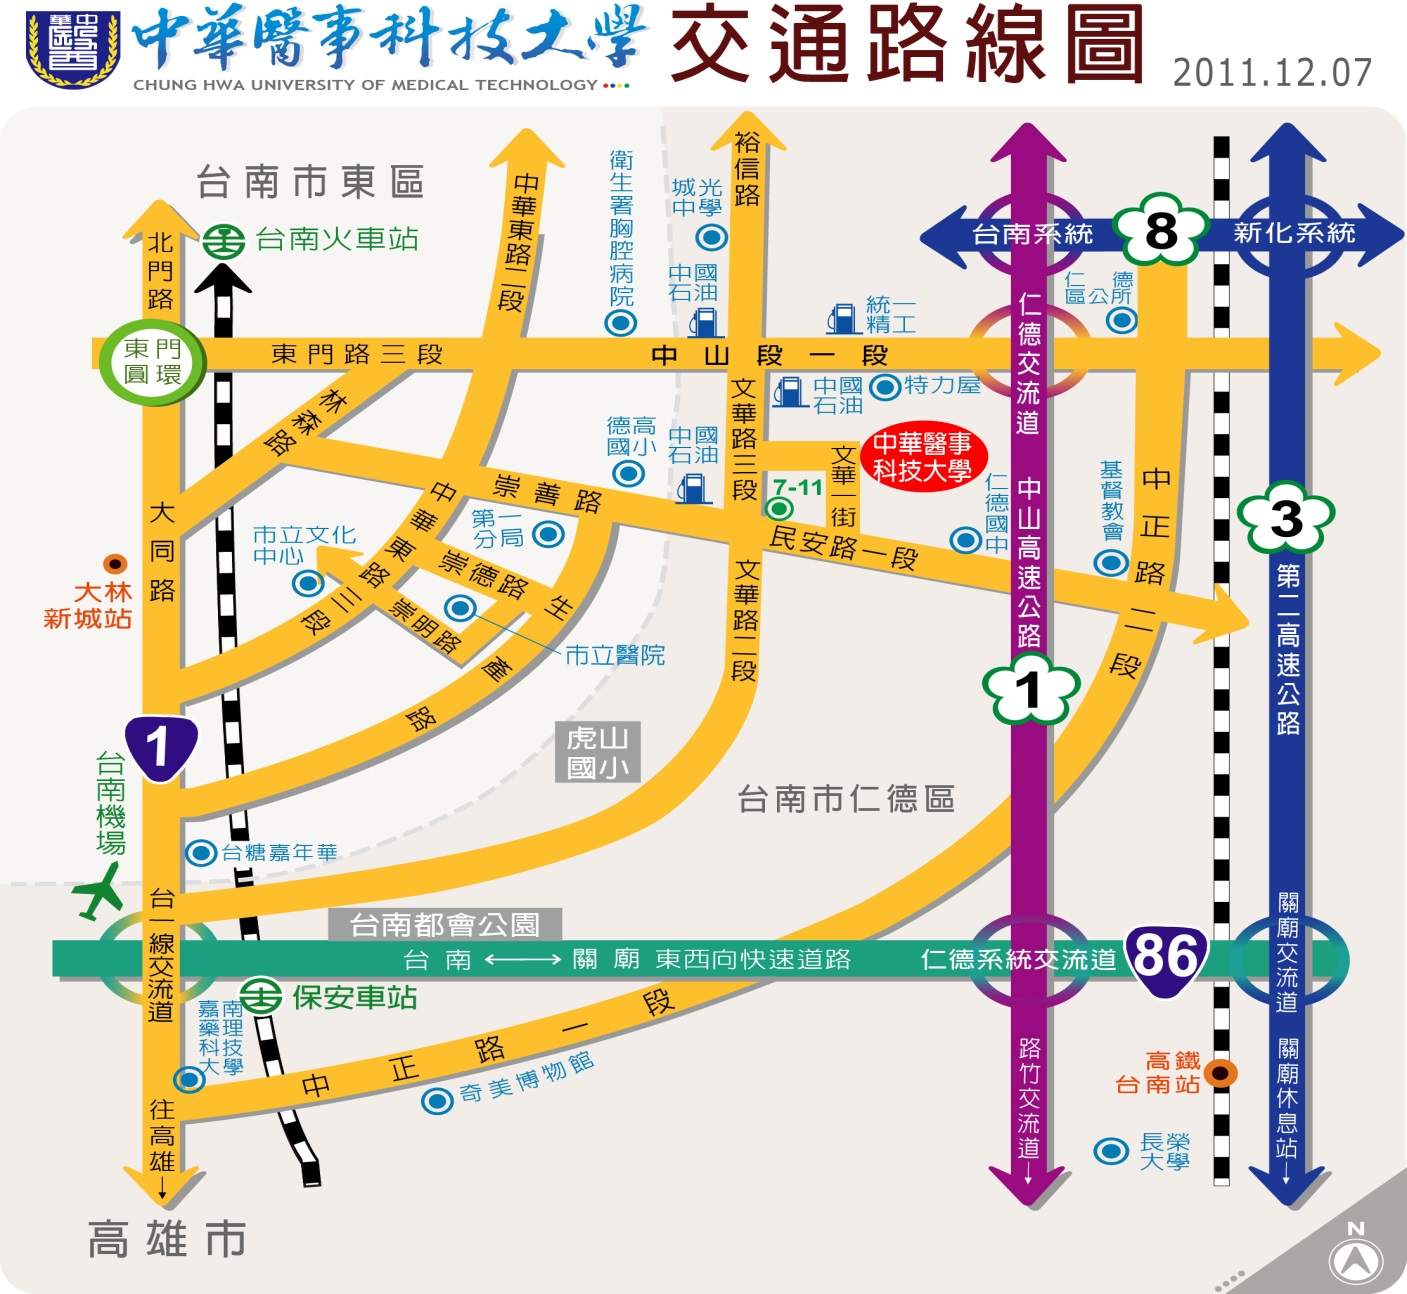 中華醫事科技大學
CHUNG HWA UNIVERSITY OF MEDICAL TECHNOLOGY
交通路線圖
2011.12.07
台南市東區
北門路
台南火車站
中華東路二段
衛生署胸腔病院
城光
中學
裕信路
中國
石油
統一
精工
台南系統
8
新化系統
仁德
區公所
仁德交流道
東門
圓環
東門路三段
中山段一段
林森路
文華路三段
中國
石油
特力屋
德高
國小
中國
石油
中華醫事
科技大學
文華一街
7-11
崇善路
民安路一段
仁德國中
基督教會
中正路二段
3
第二高速公路
中山高速公路
1
大同路
大林
新城站
市立文化
中心
第一
分局
中華東路三段
崇德路
崇明路
市立醫院
生產路
文華路二段
1
台南機場
虎山
國小
台南市仁德區
台糖嘉年華
台南都會公園
台一線交流道
台南 ←→ 關廟 東西向快速道路
仁德系統交流道
86
關廟交流道
保安車站
嘉南
藥理
科技
大學
中正路一段
奇美博物館
路竹交流道↓
高鐵
台南站
關廟休息站↓
長榮
大學
往高雄↓
高雄市
N